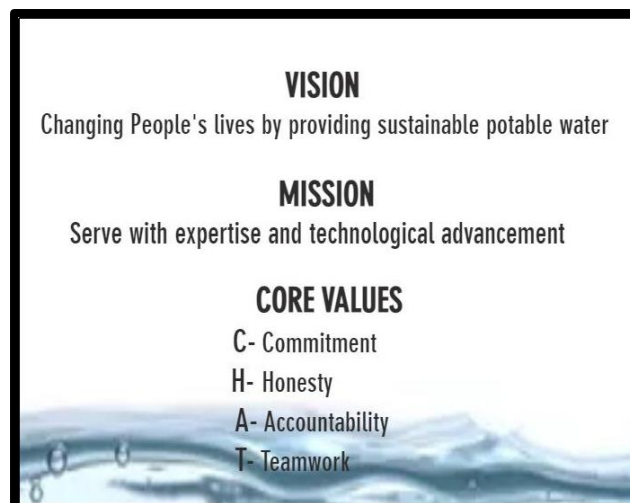 VISION
Changing People's lives by providing sustainable potable water
MISSION
Serve with expertise and technological advancement
CORE VALUES
C- Commitment
H- Honesty
A- Accountability
T- Teamwork